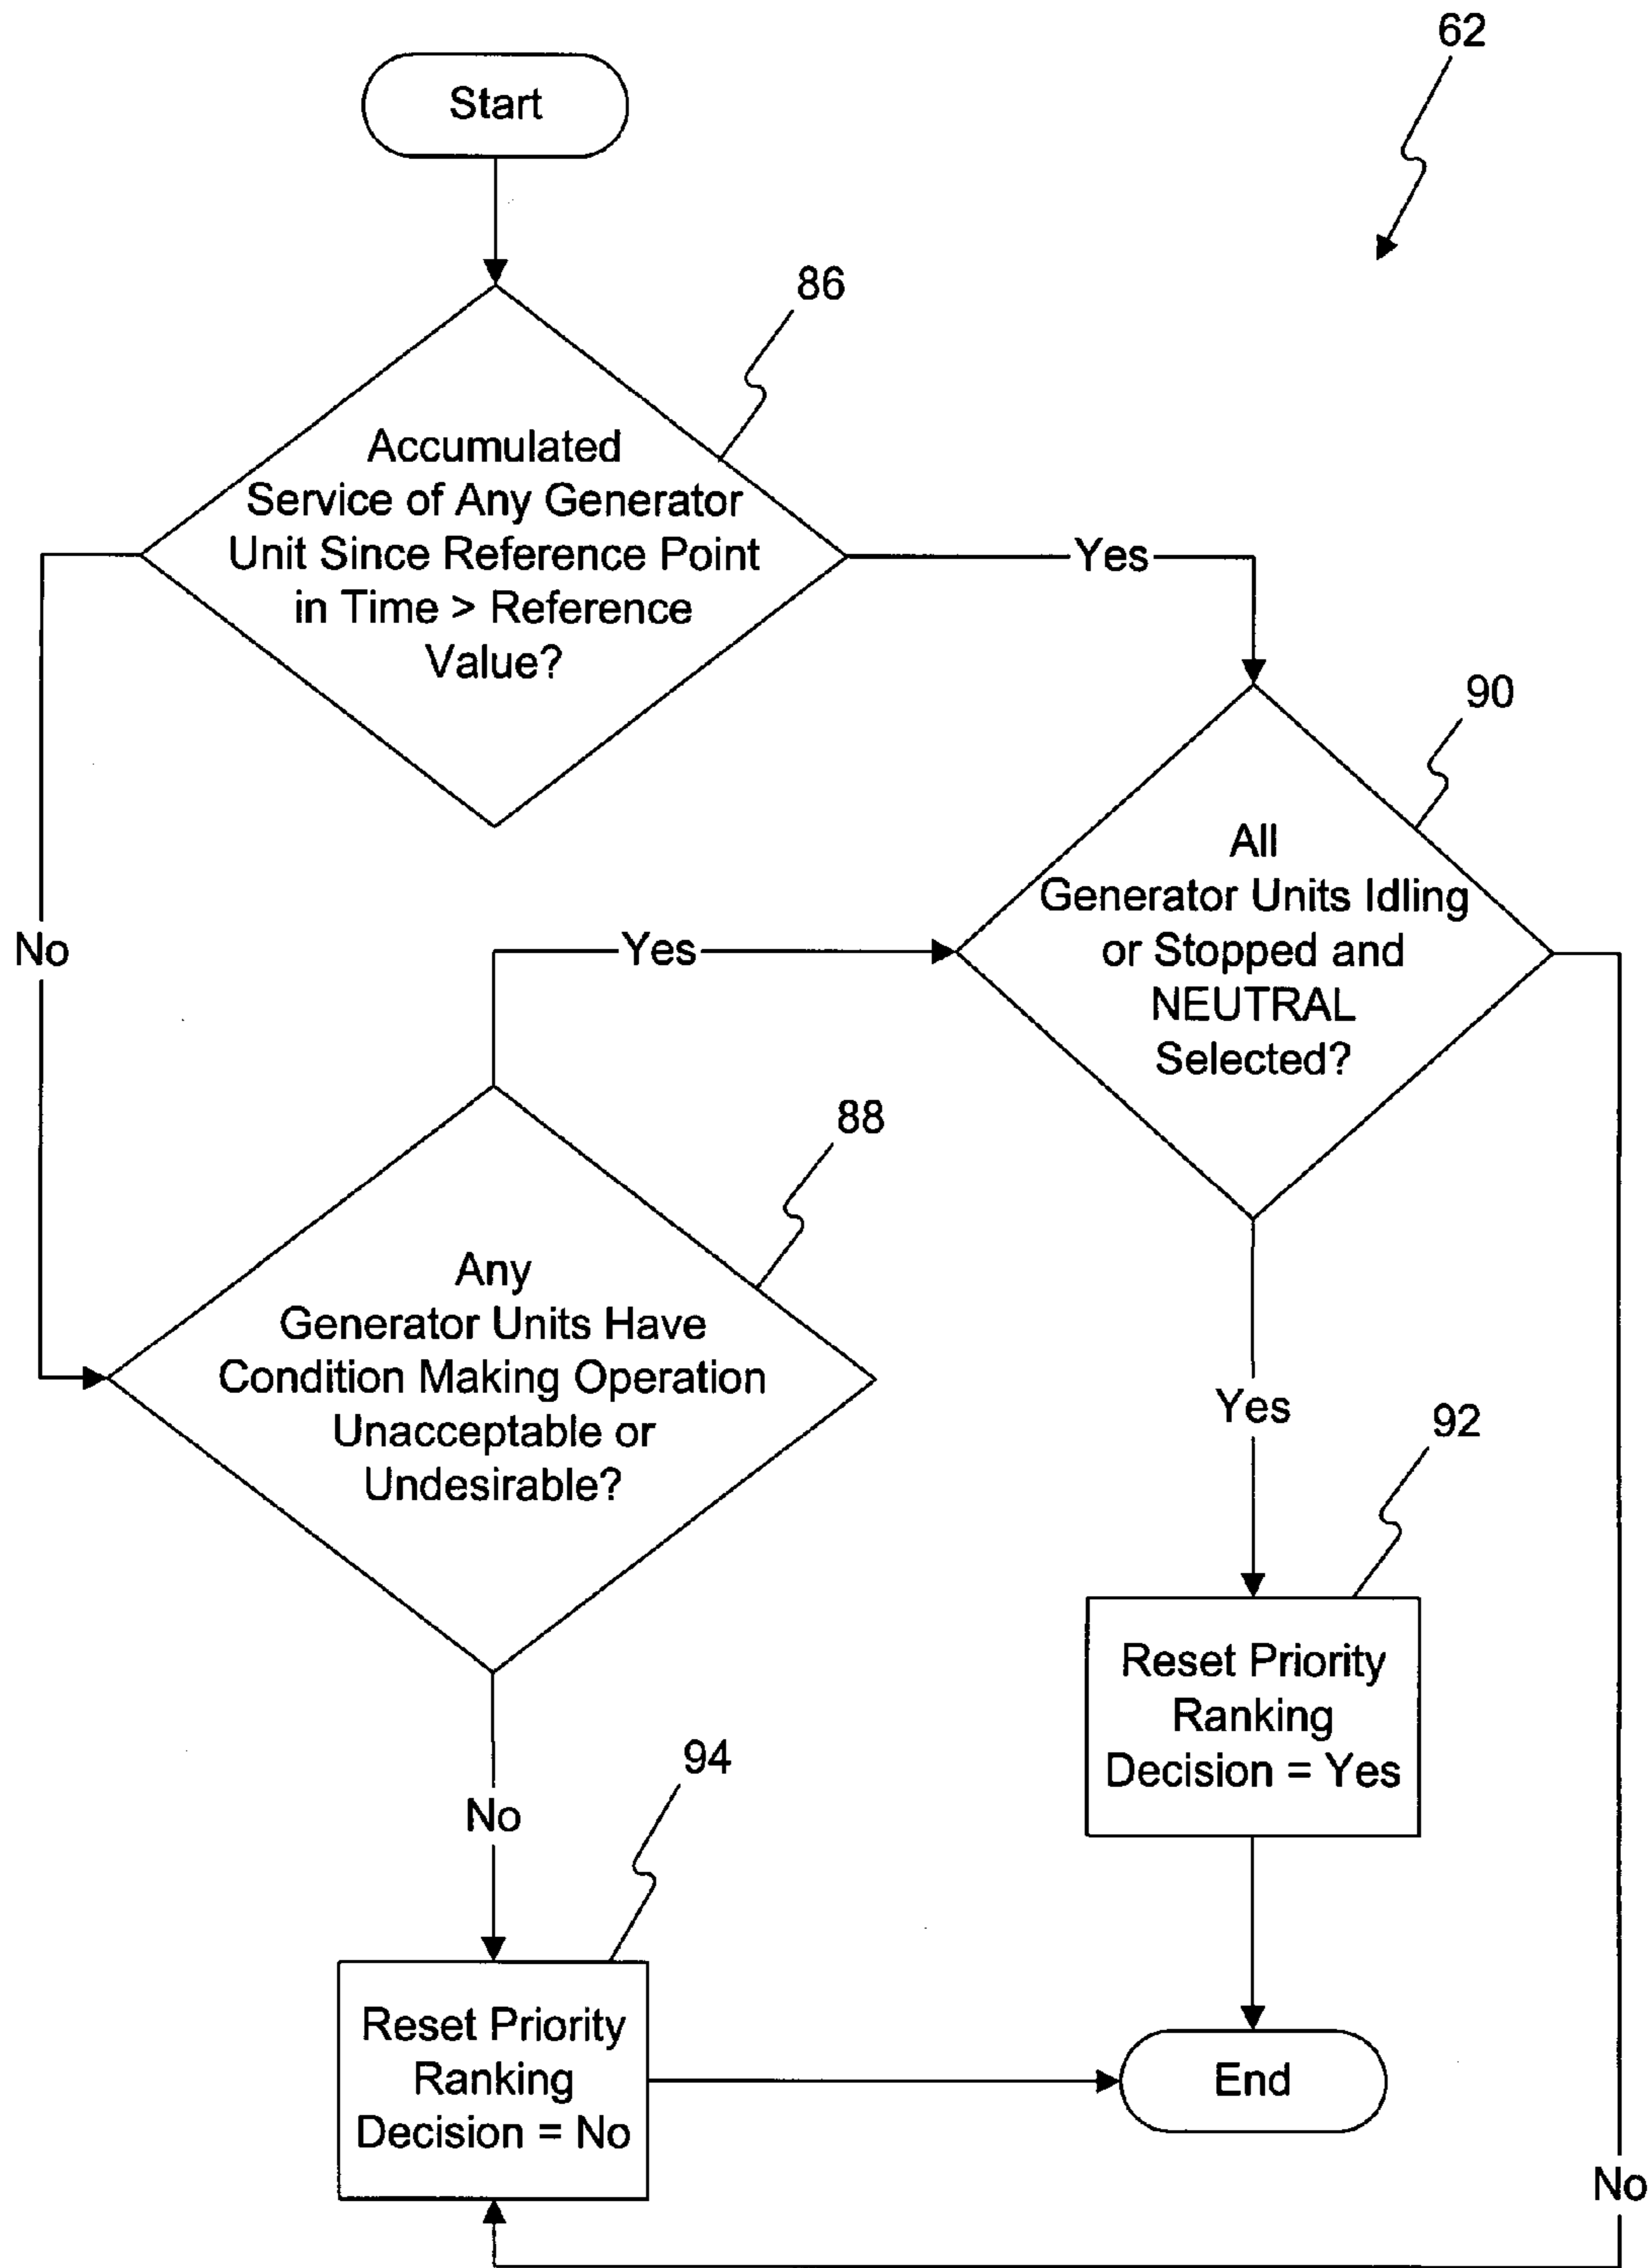 62
Start
86
Accumulated
Service of Any Generator
Unit Since Reference Point
in Time > Reference
Value?
Yes
90
All
Generator Units Idling
or Stopped and
NEUTRAL
Selected?
No
Yes
88
Any
Generator Units Have
Condition Making Operation
Unacceptable or
Undesirable?
Yes
92
Reset Priority
Ranking
Decision = Yes
94
No
Reset Priority
Ranking
Decision = No
End
No